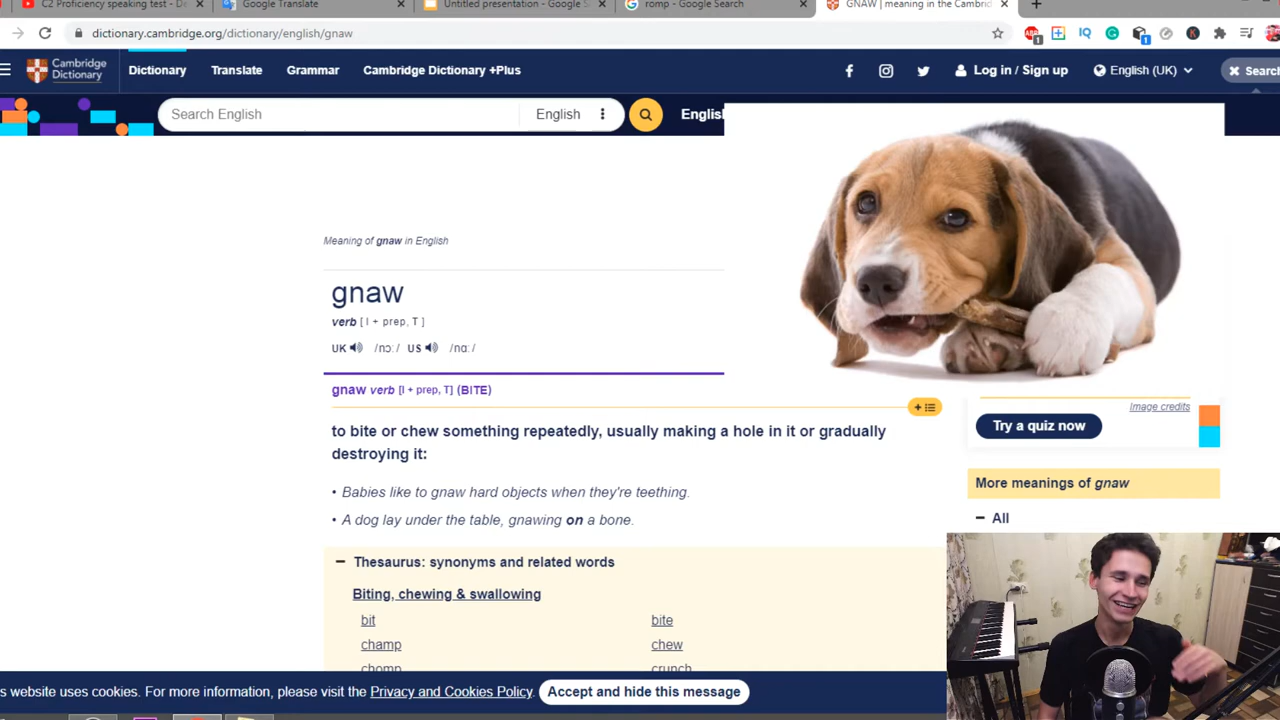 C2 Proficiency speaking test - De
Google Translate
Untitled presentation - Google S
romp - Google Search
GNAW | meaning in the Cambrid
dictionary.cambridge.org/dictionary/english/gnaw
Cambridge
Dictionary
Dictionary
Translate
Grammar
Cambridge Dictionary +Plus
Log in / Sign up
English (UK)
Search
Search English
English
English
Meaning of gnaw in English
gnaw
verb [ I + prep, T ]
UK /nɔː/ US /nɑː/
gnaw verb [I + prep, T] (BITE)
Image credits
Try a quiz now
to bite or chew something repeatedly, usually making a hole in it or gradually
destroying it:
• Babies like to gnaw hard objects when they're teething.
• A dog lay under the table, gnawing on a bone.
More meanings of gnaw
All
Thesaurus: synonyms and related words
Biting, chewing & swallowing
bit
bite
champ
chew
chomp
crunch
s website uses cookies. For more information, please visit the Privacy and Cookies Policy.
Accept and hide this message